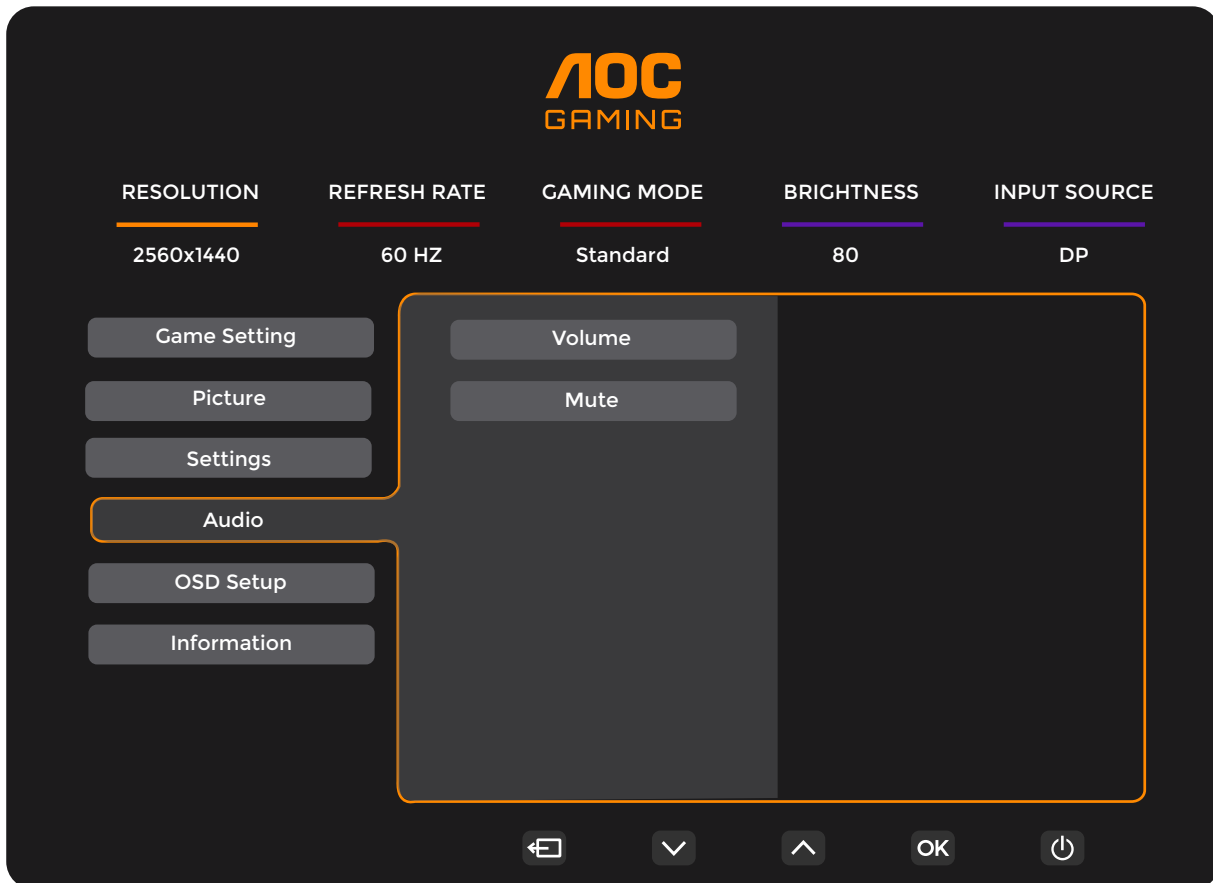 AOC
GAMING
RESOLUTION REFRESH RATE GAMING MODE BRIGHTNESS INPUT SOURCE
2560x1440 60 HZ Standard 80 DP
Game Setting Volume
Picture Mute
Settings
Audio
OSD Setup
Information
OK